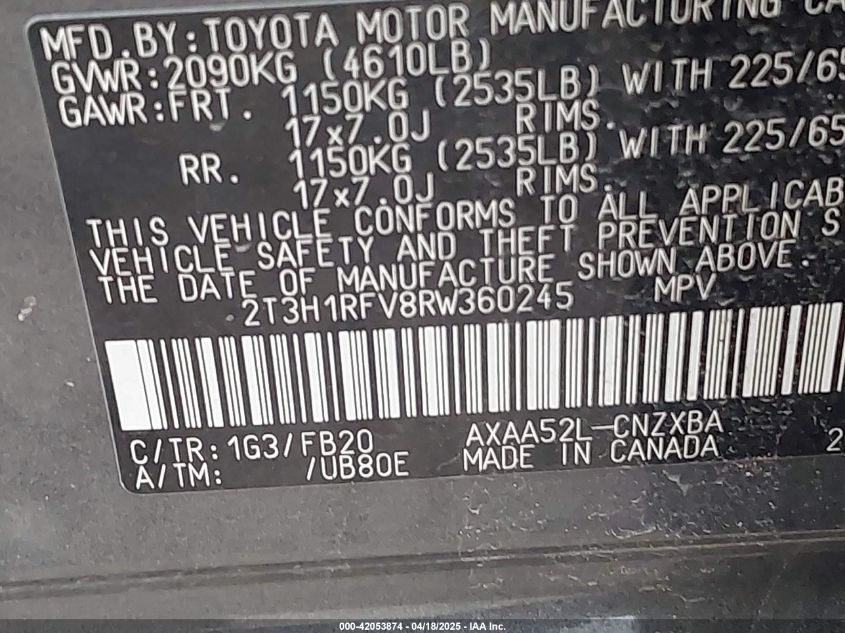 MFD.BY:TOYOTA MOTOR MANUFACTURING CA
GVWR:2090KG (4610LB)
GAWR:FRT. 1150KG (2535LB) WITH 225/65
17x7.0J RIMS.
RR. 1150KG (2535LB) WITH 225/65
17x7.0J RIMS.
THIS VEHICLE CONFORMS TO ALL APPLICAB
VEHICLE SAFETY AND THEFT PREVENTION S
THE DATE OF MANUFACTURE SHOWN ABOVE.
2T3H1RFV8RW360245 MPV
C/TR:1G3/FB20 AXAA52L-CNZXBA
A/TM: /UB80E MADE IN CANADA 2
000-42053874 - 04/18/2025 - IAA Inc.